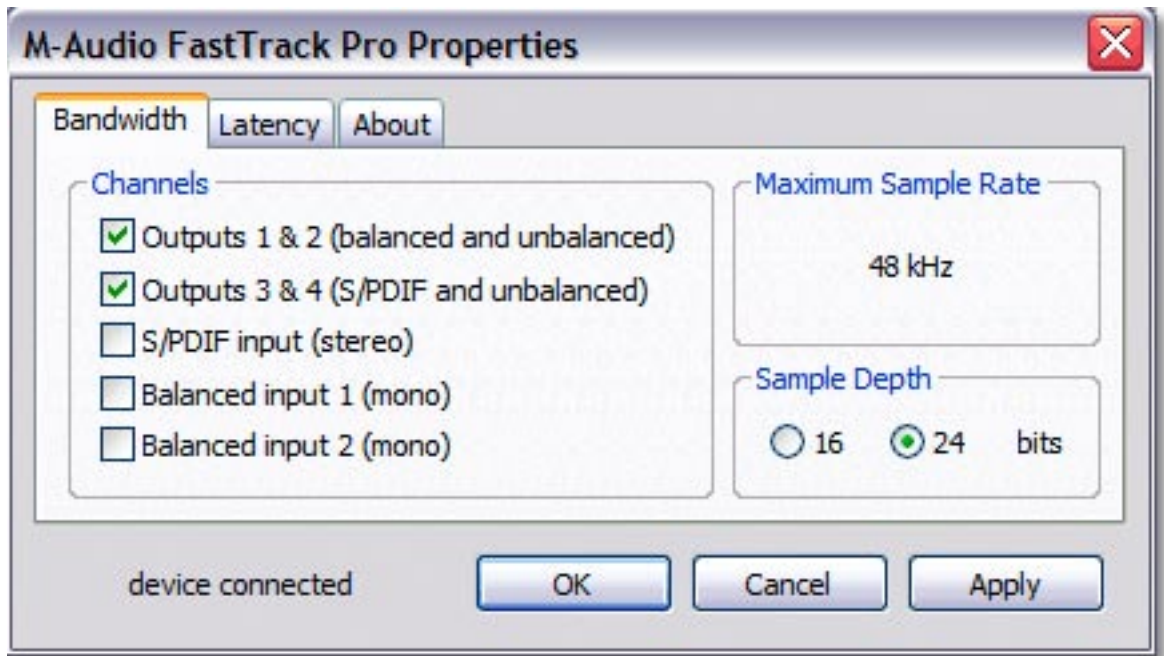 M-Audio FastTrack Pro Properties
Bandwidth
Latency
About
Channels
Outputs 1 & 2 (balanced and unbalanced)
Outputs 3 & 4 (S/PDIF and unbalanced)
S/PDIF input (stereo)
Balanced input 1 (mono)
Balanced input 2 (mono)
Maximum Sample Rate
48 kHz
Sample Depth
16 24 bits
device connected
OK
Cancel
Apply